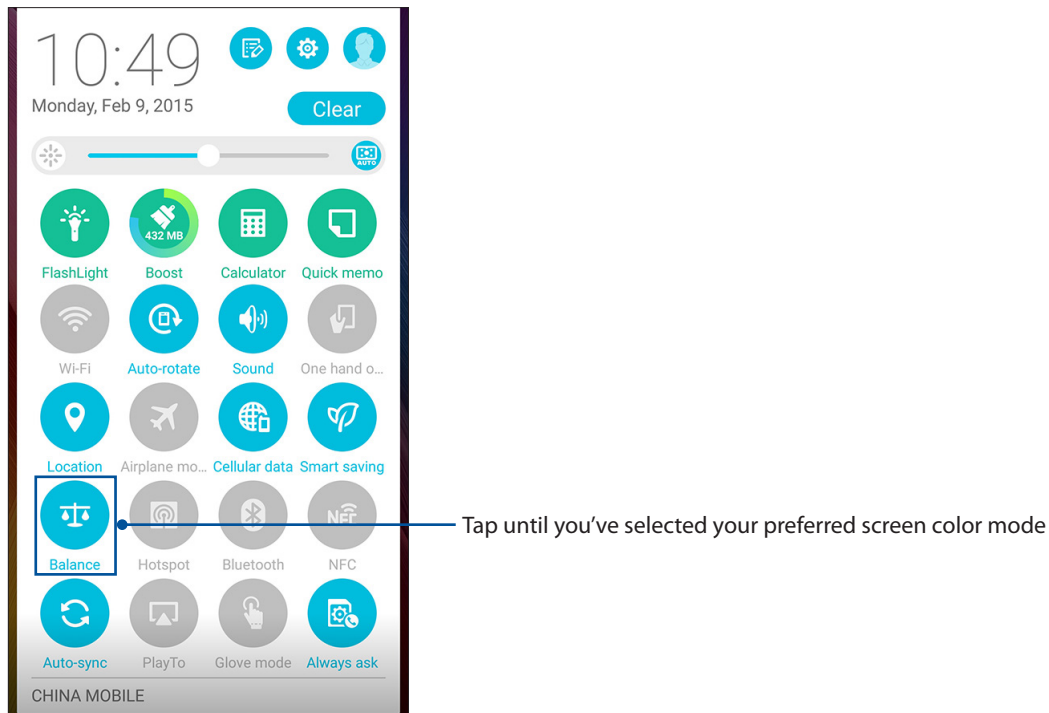 10:49
Monday, Feb 9, 2015
Clear
AUTO
432 MB
FlashLight Boost Calculator Quick memo
Wi-Fi Auto-rotate Sound One hand o...
Location Airplane mo... Cellular data Smart saving
NFC
Tap until you’ve selected your preferred screen color mode
Balance Hotspot Bluetooth NFC
Auto-sync PlayTo Glove mode Always ask
CHINA MOBILE